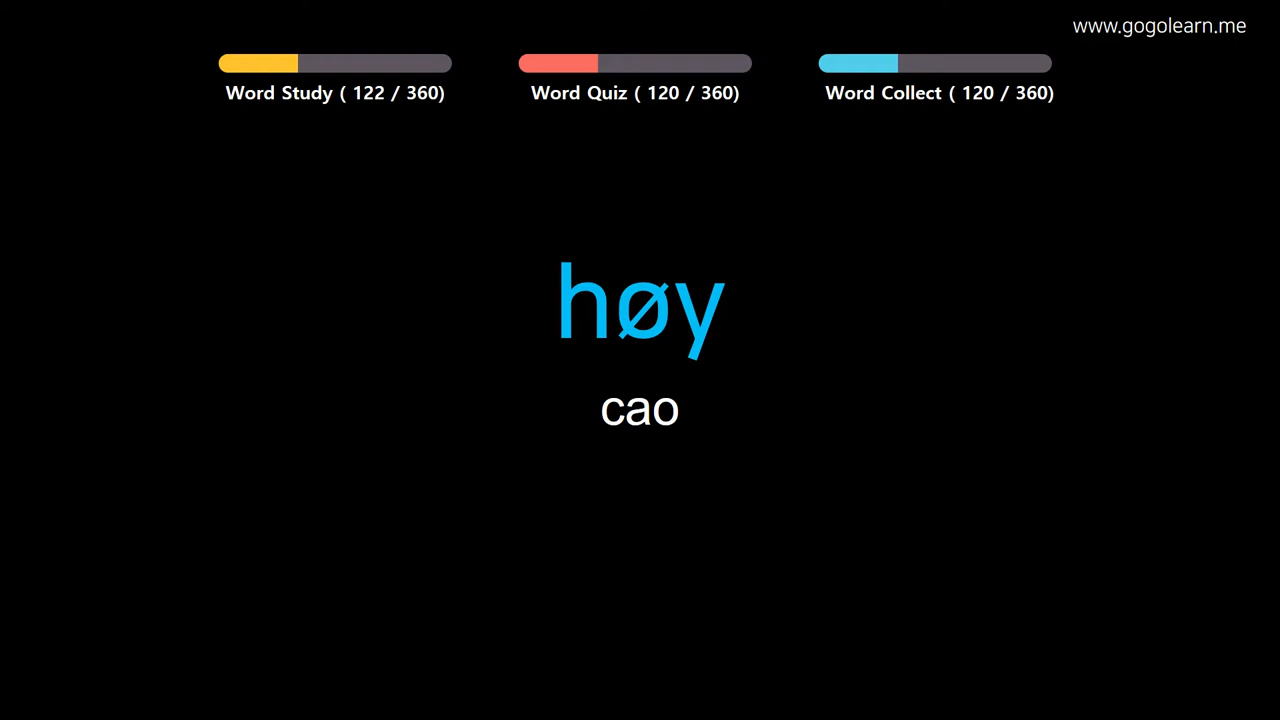 www.gogolearn.me
Word Study ( 122 / 360)
Word Quiz ( 120 / 360)
Word Collect ( 120 / 360)
høy
cao